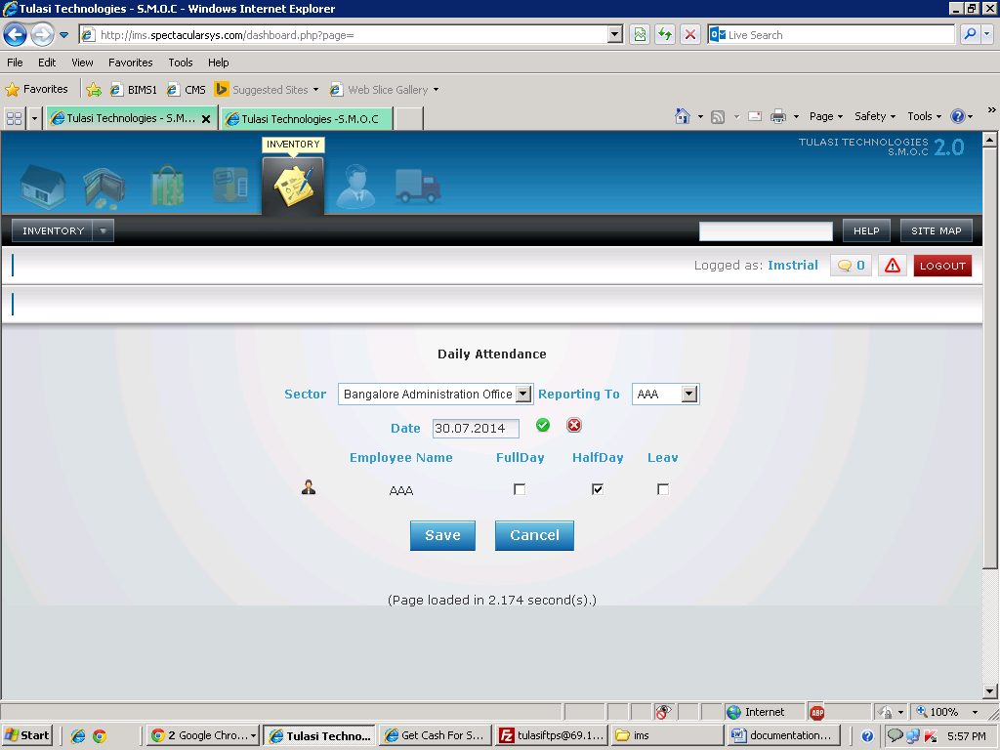 Tulasi Technologies - S.M.O.C - Windows Internet Explorer
http://ims.spectacularsys.com/dashboard.php?page=
Live Search
File Edit View Favorites Tools Help
Favorites BIMS1 CMS Suggested Sites Web Slice Gallery
Tulasi Technologies - S.M... Tulasi Technologies -S.M.O.C Page Safety Tools »
INVENTORY
TULASI TECHNOLOGIES
S.M.O.C 2.0
INVENTORY HELP SITE MAP
Logged as: Imstrial 0 LOGOUT
Daily Attendance
Sector Bangalore Administration Office Reporting To AAA
Date 30.07.2014
Employee Name FullDay HalfDay Leav
AAA
Save Cancel
(Page loaded in 2.174 second(s).)
Internet ABP 100%
Start 2 Google Chro... Tulasi Techno... Get Cash For S... tulasiftps@69.1... ims documentation... 5:57 PM